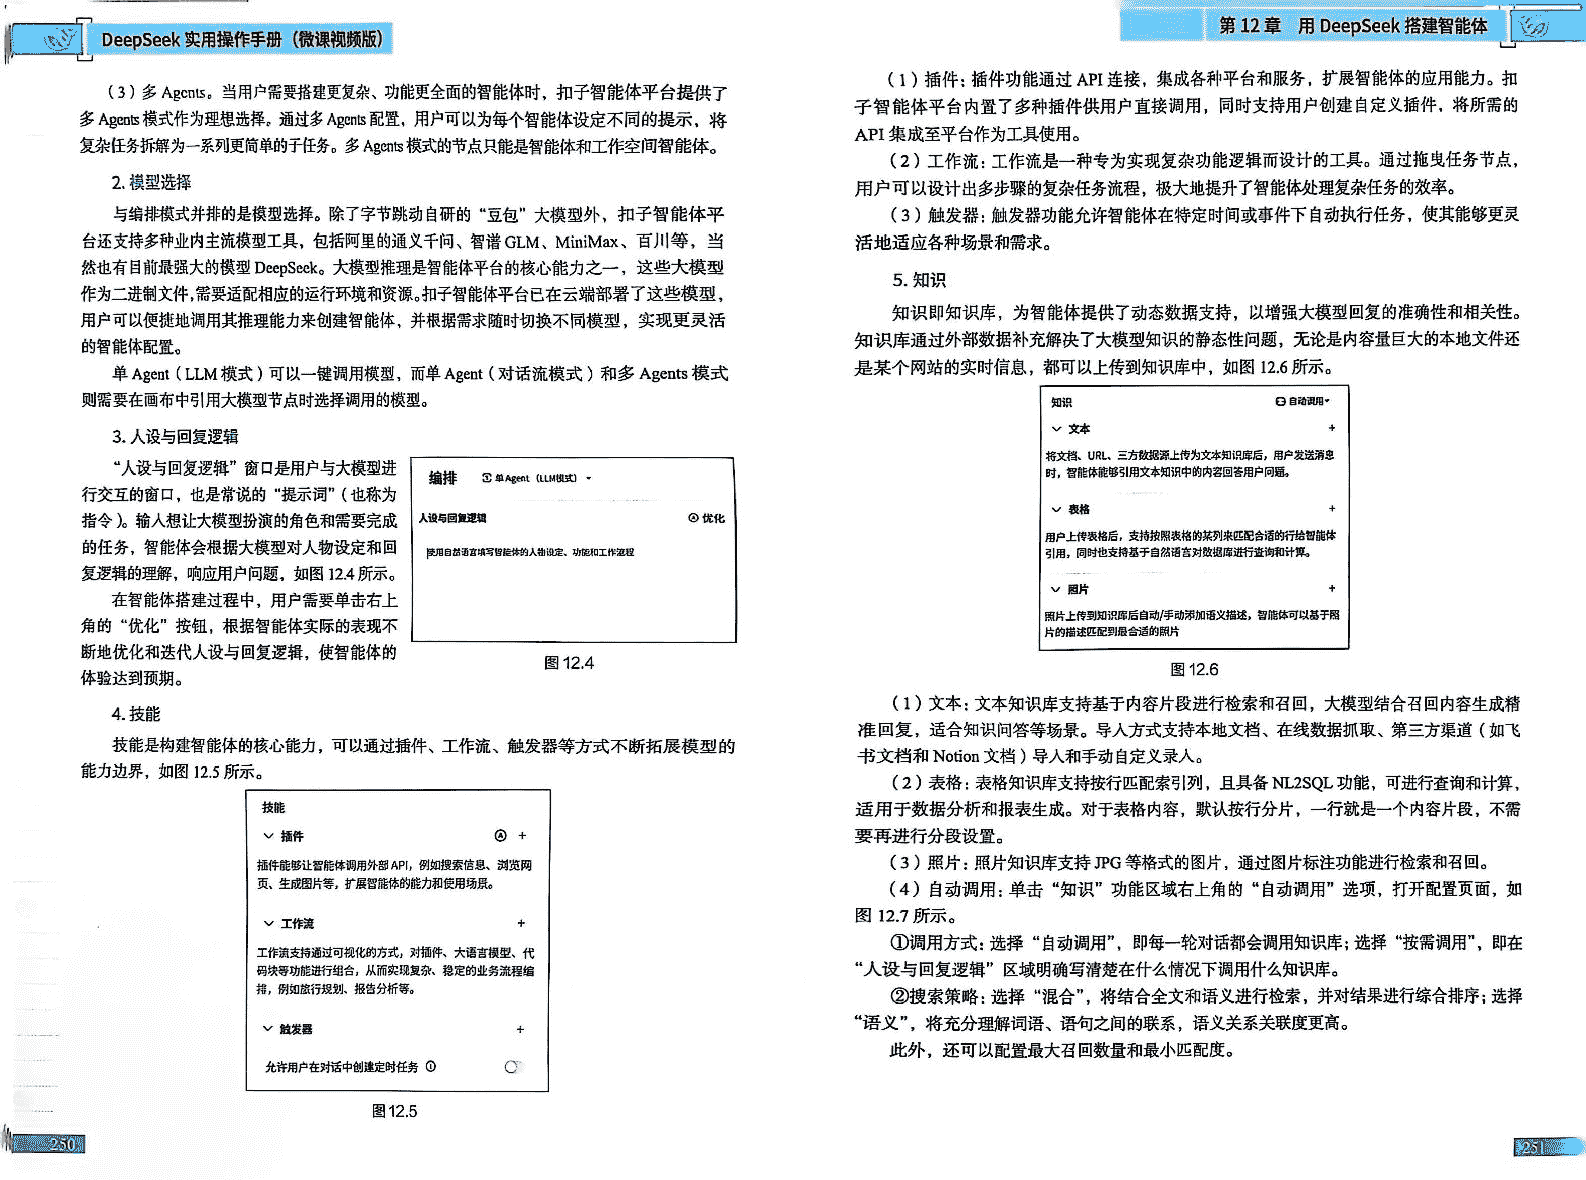 DeepSeek 实用操作手册（微课视频版）
（3）多 Agents。当用户需要搭建更复杂、功能更全面的智能体时，扣子智能体平台提供了
多 Agents 模式作为理想选择。通过多 Agents 配置，用户可以为每个智能体设定不同的提示，将
复杂任务拆解为一系列更简单的子任务。多 Agents 模式的节点只能是智能体和工作空间智能体。
2. 模型选择
与编排模式并排的是模型选择。除了字节跳动自研的“豆包”大模型外，扣子智能体平
台还支持多种业内主流模型工具，包括阿里的通义千问、智谱 GLM、MiniMax、百川等，当
然也有目前最强大的模型 DeepSeek。大模型推理是智能体平台的核心能力之一，这些大模型
作为二进制文件,需要适配相应的运行环境和资源。扣子智能体平台已在云端部署了这些模型，
用户可以便捷地调用其推理能力来创建智能体，并根据需求随时切换不同模型，实现更灵活
的智能体配置。
单 Agent（LLM 模式）可以一键调用模型，而单 Agent（对话流模式）和多 Agents 模式
则需要在画布中引用大模型节点时选择调用的模型。
3. 人设与回复逻辑
“人设与回复逻辑”窗口是用户与大模型进
行交互的窗口，也是常说的“提示词”（也称为
指令）。输入想让大模型扮演的角色和需要完成
的任务，智能体会根据大模型对人物设定和回
复逻辑的理解，响应用户问题，如图 12.4 所示。
在智能体搭建过程中，用户需要单击右上
角的“优化”按钮，根据智能体实际的表现不
断地优化和迭代人设与回复逻辑，使智能体的
体验达到预期。
编排 单 Agent（LLM模式）
人设与回复逻辑 优化
使用自然语言填写智能体的人物设定、功能和工作流程
图 12.4
4. 技能
技能是构建智能体的核心能力，可以通过插件、工作流、触发器等方式不断拓展模型的
能力边界，如图 12.5 所示。
技能
插件 +
插件能够让智能体调用外部 API，例如搜索信息、浏览网
页、生成图片等，扩展智能体的能力和使用场景。
工作流 +
工作流支持通过可视化的方式，对插件、大语言模型、代
码块等功能进行组合，从而实现复杂、稳定的业务流程编
排，例如旅行规划、报告分析等。
触发器 +
允许用户在对话中创建定时任务
图 12.5
250
第 12 章 用 DeepSeek 搭建智能体
（1）插件：插件功能通过 API 连接，集成各种平台和服务，扩展智能体的应用能力。扣
子智能体平台内置了多种插件供用户直接调用，同时支持用户创建自定义插件，将所需的
API 集成至平台作为工具使用。
（2）工作流：工作流是一种专为实现复杂功能逻辑而设计的工具。通过拖曳任务节点，
用户可以设计出多步骤的复杂任务流程，极大地提升了智能体处理复杂任务的效率。
（3）触发器：触发器功能允许智能体在特定时间或事件下自动执行任务，使其能够更灵
活地适应各种场景和需求。
5. 知识
知识即知识库，为智能体提供了动态数据支持，以增强大模型回复的准确性和相关性。
知识库通过外部数据补充解决了大模型知识的静态性问题，无论是内容量巨大的本地文件还
是某个网站的实时信息，都可以上传到知识库中，如图 12.6 所示。
知识 自动调用
文本 +
将文档、URL、三方数据源上传为文本知识库后，用户发送消息
时，智能体能够引用文本知识中的内容回答用户问题。
表格 +
用户上传表格后，支持按照表格的某列来匹配合适的行给智能体
引用，同时也支持基于自然语言对数据库进行查询和计算。
照片 +
照片上传到知识库后自动/手动添加语义描述，智能体可以基于照
片的描述匹配到最合适的照片
图 12.6
（1）文本：文本知识库支持基于内容片段进行检索和召回，大模型结合召回内容生成精
准回复，适合知识问答等场景。导入方式支持本地文档、在线数据抓取、第三方渠道（如飞
书文档和 Notion 文档）导入和手动自定义录入。
（2）表格：表格知识库支持按行匹配索引列，且具备 NL2SQL 功能，可进行查询和计算，
适用于数据分析和报表生成。对于表格内容，默认按行分片，一行就是一个内容片段，不需
要再进行分段设置。
（3）照片：照片知识库支持 JPG 等格式的图片，通过图片标注功能进行检索和召回。
（4）自动调用：单击“知识”功能区域右上角的“自动调用”选项，打开配置页面，如
图 12.7 所示。
①调用方式：选择“自动调用”，即每一轮对话都会调用知识库；选择“按需调用”，即在
“人设与回复逻辑”区域明确写清楚在什么情况下调用什么知识库。
②搜索策略：选择“混合”，将结合全文和语义进行检索，并对结果进行综合排序；选择
“语义”，将充分理解词语、语句之间的联系，语义关系关联度更高。
此外，还可以配置最大召回数量和最小匹配度。
251